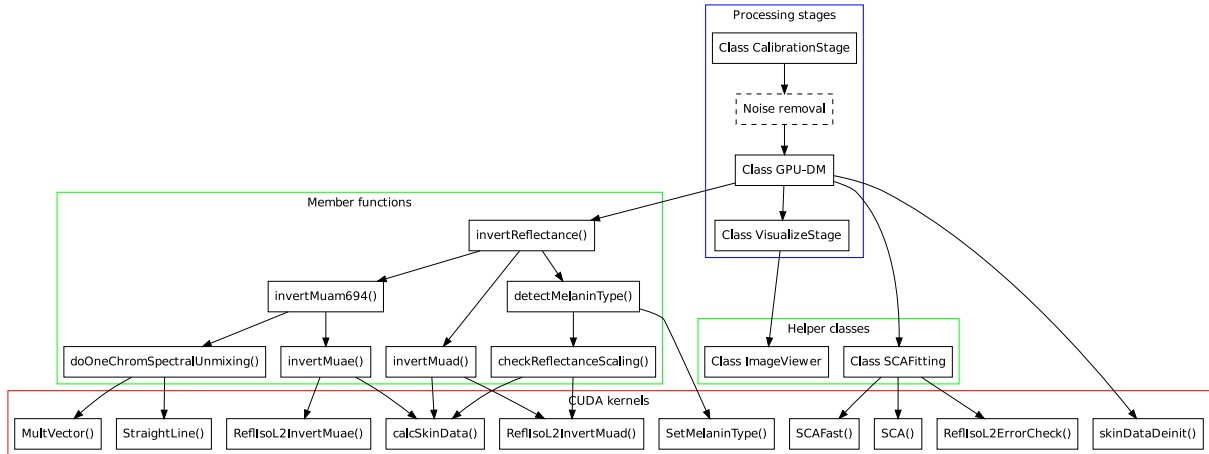 Processing stages
Class CalibrationStage
Noise removal
Class GPU-DM
Member functions
invertReflectance()
Class VisualizeStage
invertMuam694()
detectMelaninType()
Helper classes
doOneChromSpectralUnmixing()
invertMuae()
invertMuad()
checkReflectanceScaling()
Class ImageViewer
Class SCAFitting
CUDA kernels
MultVector()
StraightLine()
ReflIsoL2InvertMuae()
calcSkinData()
ReflIsoL2InvertMuad()
SetMelaninType()
SCAFast()
SCA()
ReflIsoL2ErrorCheck()
skinDataDeinit()